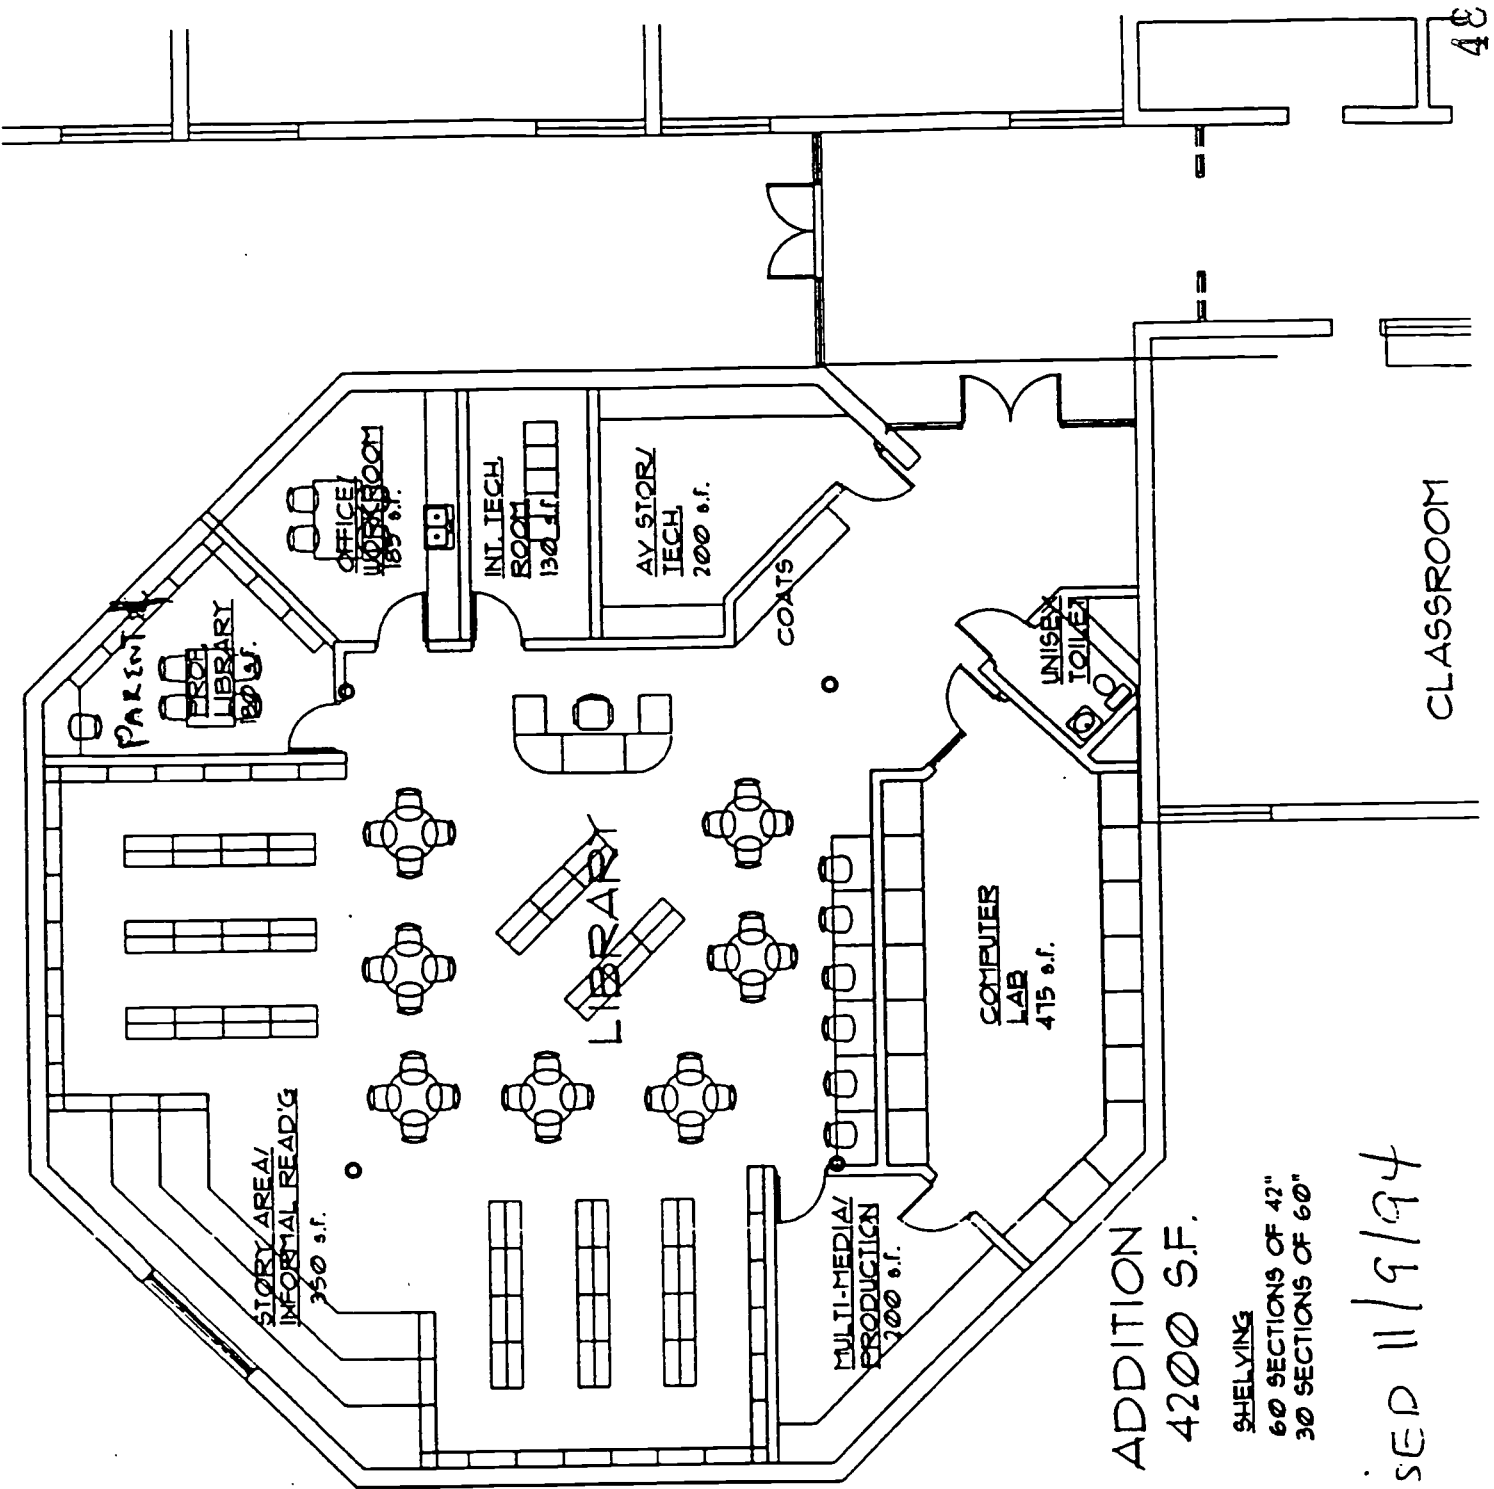 PARENT
PROF.
LIBRARY
180 s.f.
OFFICE/
WORKROOM
185 s.f.
INT. TECH.
ROOM
130 s.f.
AV STOR/
TECH.
200 s.f.
COATS
UNISEX
TOILET
CLASSROOM
LIBRARY
COMPUTER
LAB
475 s.f.
STORY AREA/
INFORMAL READ'G
350 s.f.
MULTI-MEDIA/
PRODUCTION
200 s.f.
ADDITION
4200 S.F.
SHELVING
60 SECTIONS OF 42"
30 SECTIONS OF 60"
SED 11/9/94